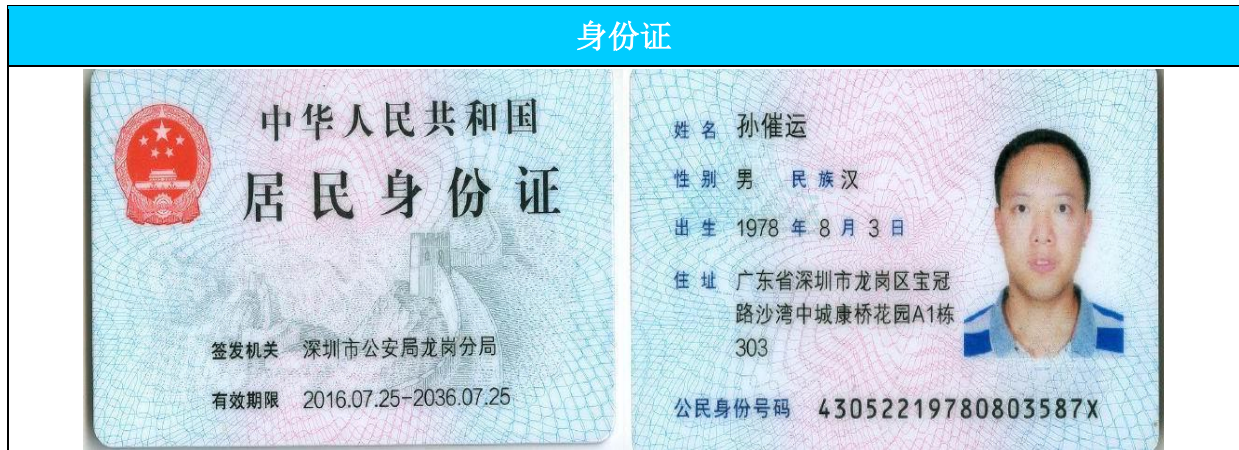 身份证
中华人民共和国
居民身份证
签发机关 深圳市公安局龙岗分局
有效期限 2016.07.25-2036.07.25
姓名 孙催运
性别 男 民族 汉
出生 1978 年 8 月 3 日
住址 广东省深圳市龙岗区宝冠
路沙湾中城康桥花园A1栋
303
公民身份号码 43052219780803587X